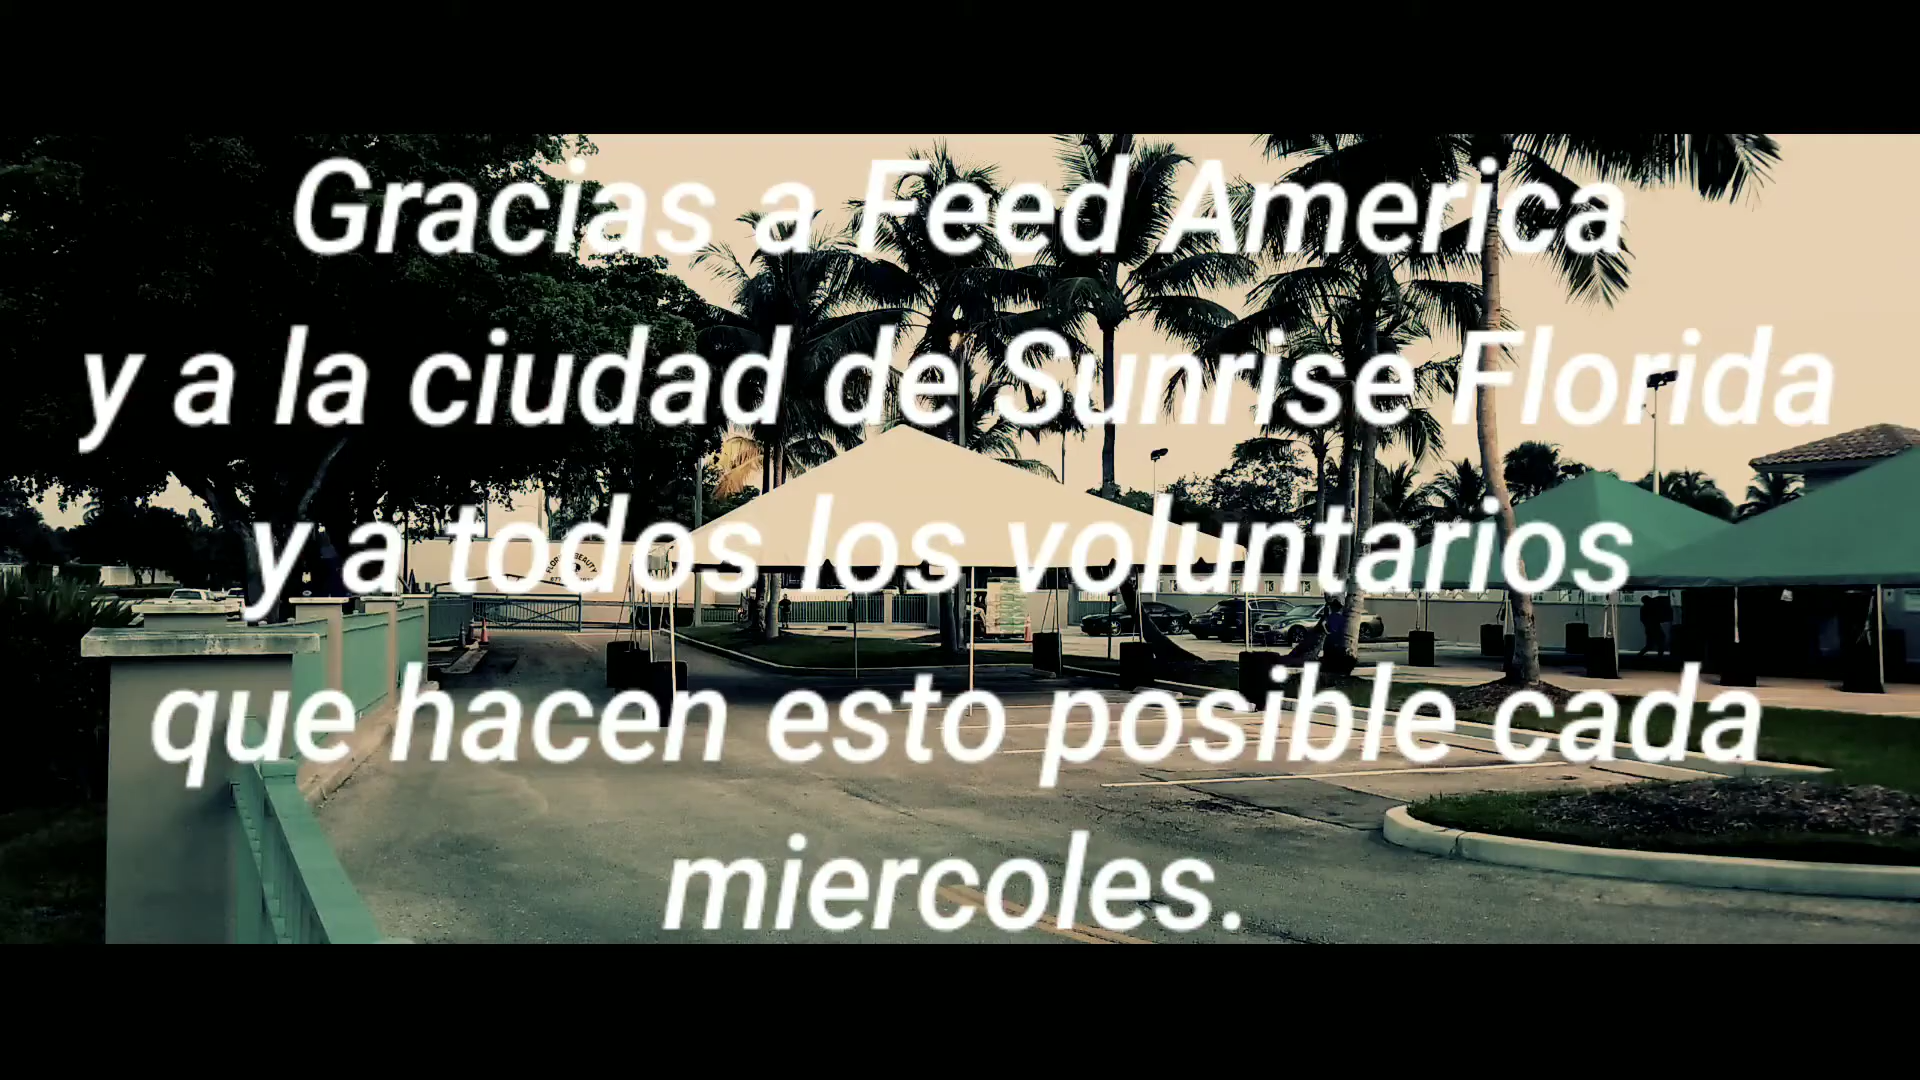 Gracias a Feed America
y a la ciudad de Sunrise Florida
y a todos los voluntarios
que hacen esto posible cada
miercoles.